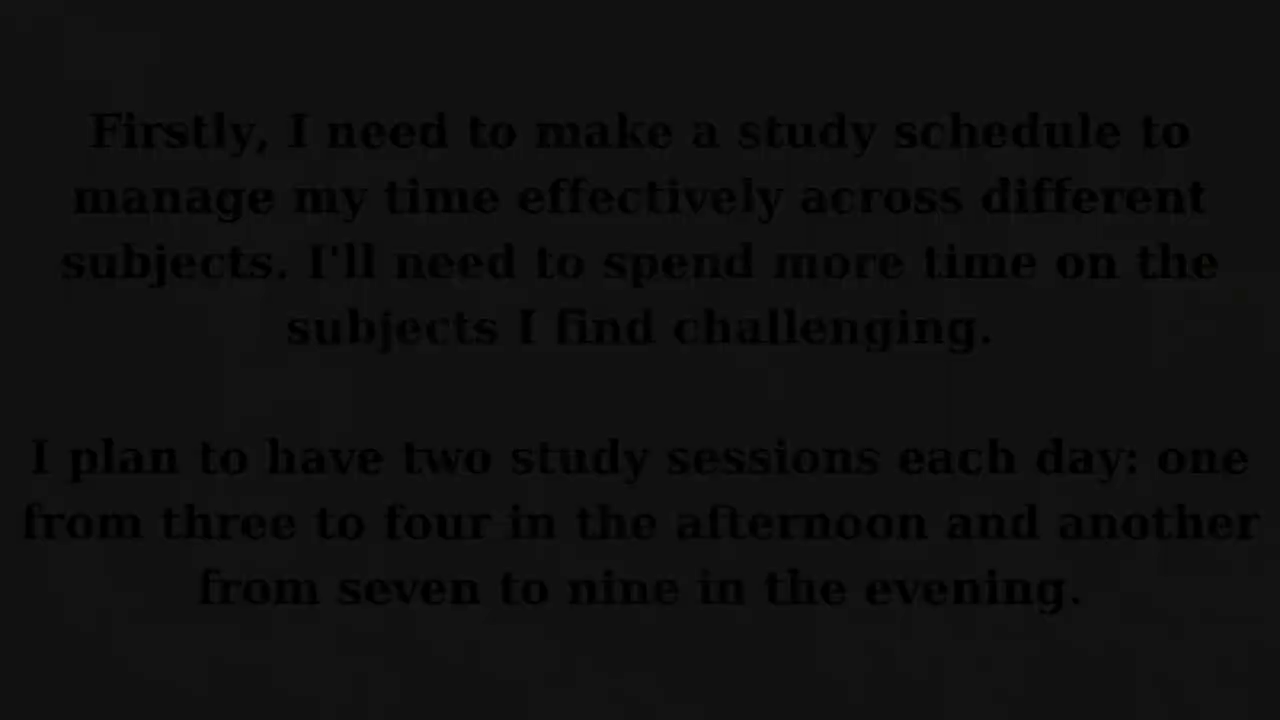 Firstly, I need to make a study schedule to
manage my time effectively across different
subjects. I'll need to spend more time on the
subjects I find challenging.
I plan to have two study sessions each day: one
from three to four in the afternoon and another
from seven to nine in the evening.